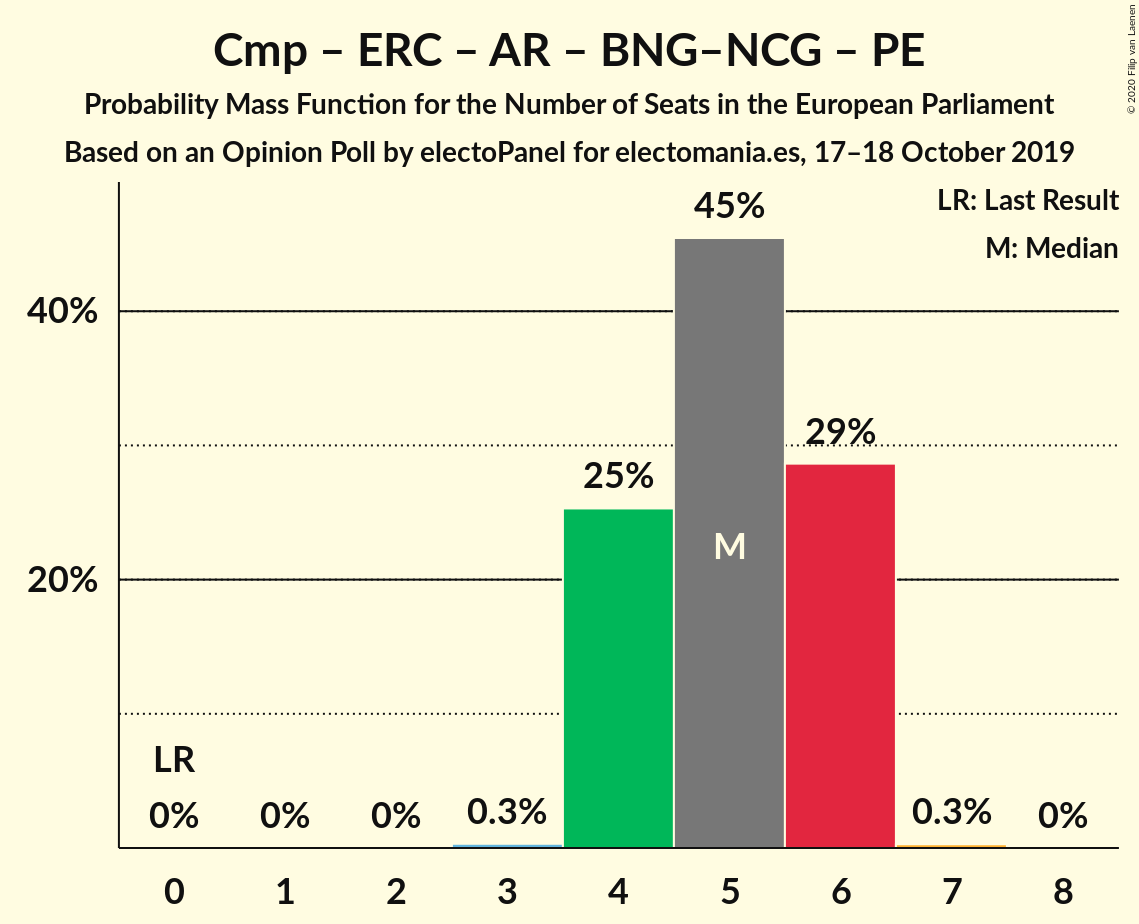 Cmp – ERC – AR – BNG–NCG – PE
Probability Mass Function for the Number of Seats in the European Parliament
Based on an Opinion Poll by electoPanel for electomania.es, 17–18 October 2019
© 2020 Filip van Laenen
LR: Last Result
M: Median
45%
40%
29%
25%
M
20%
LR
0% 0% 0% 0.3% 0.3% 0%
0 1 2 3 4 5 6 7 8